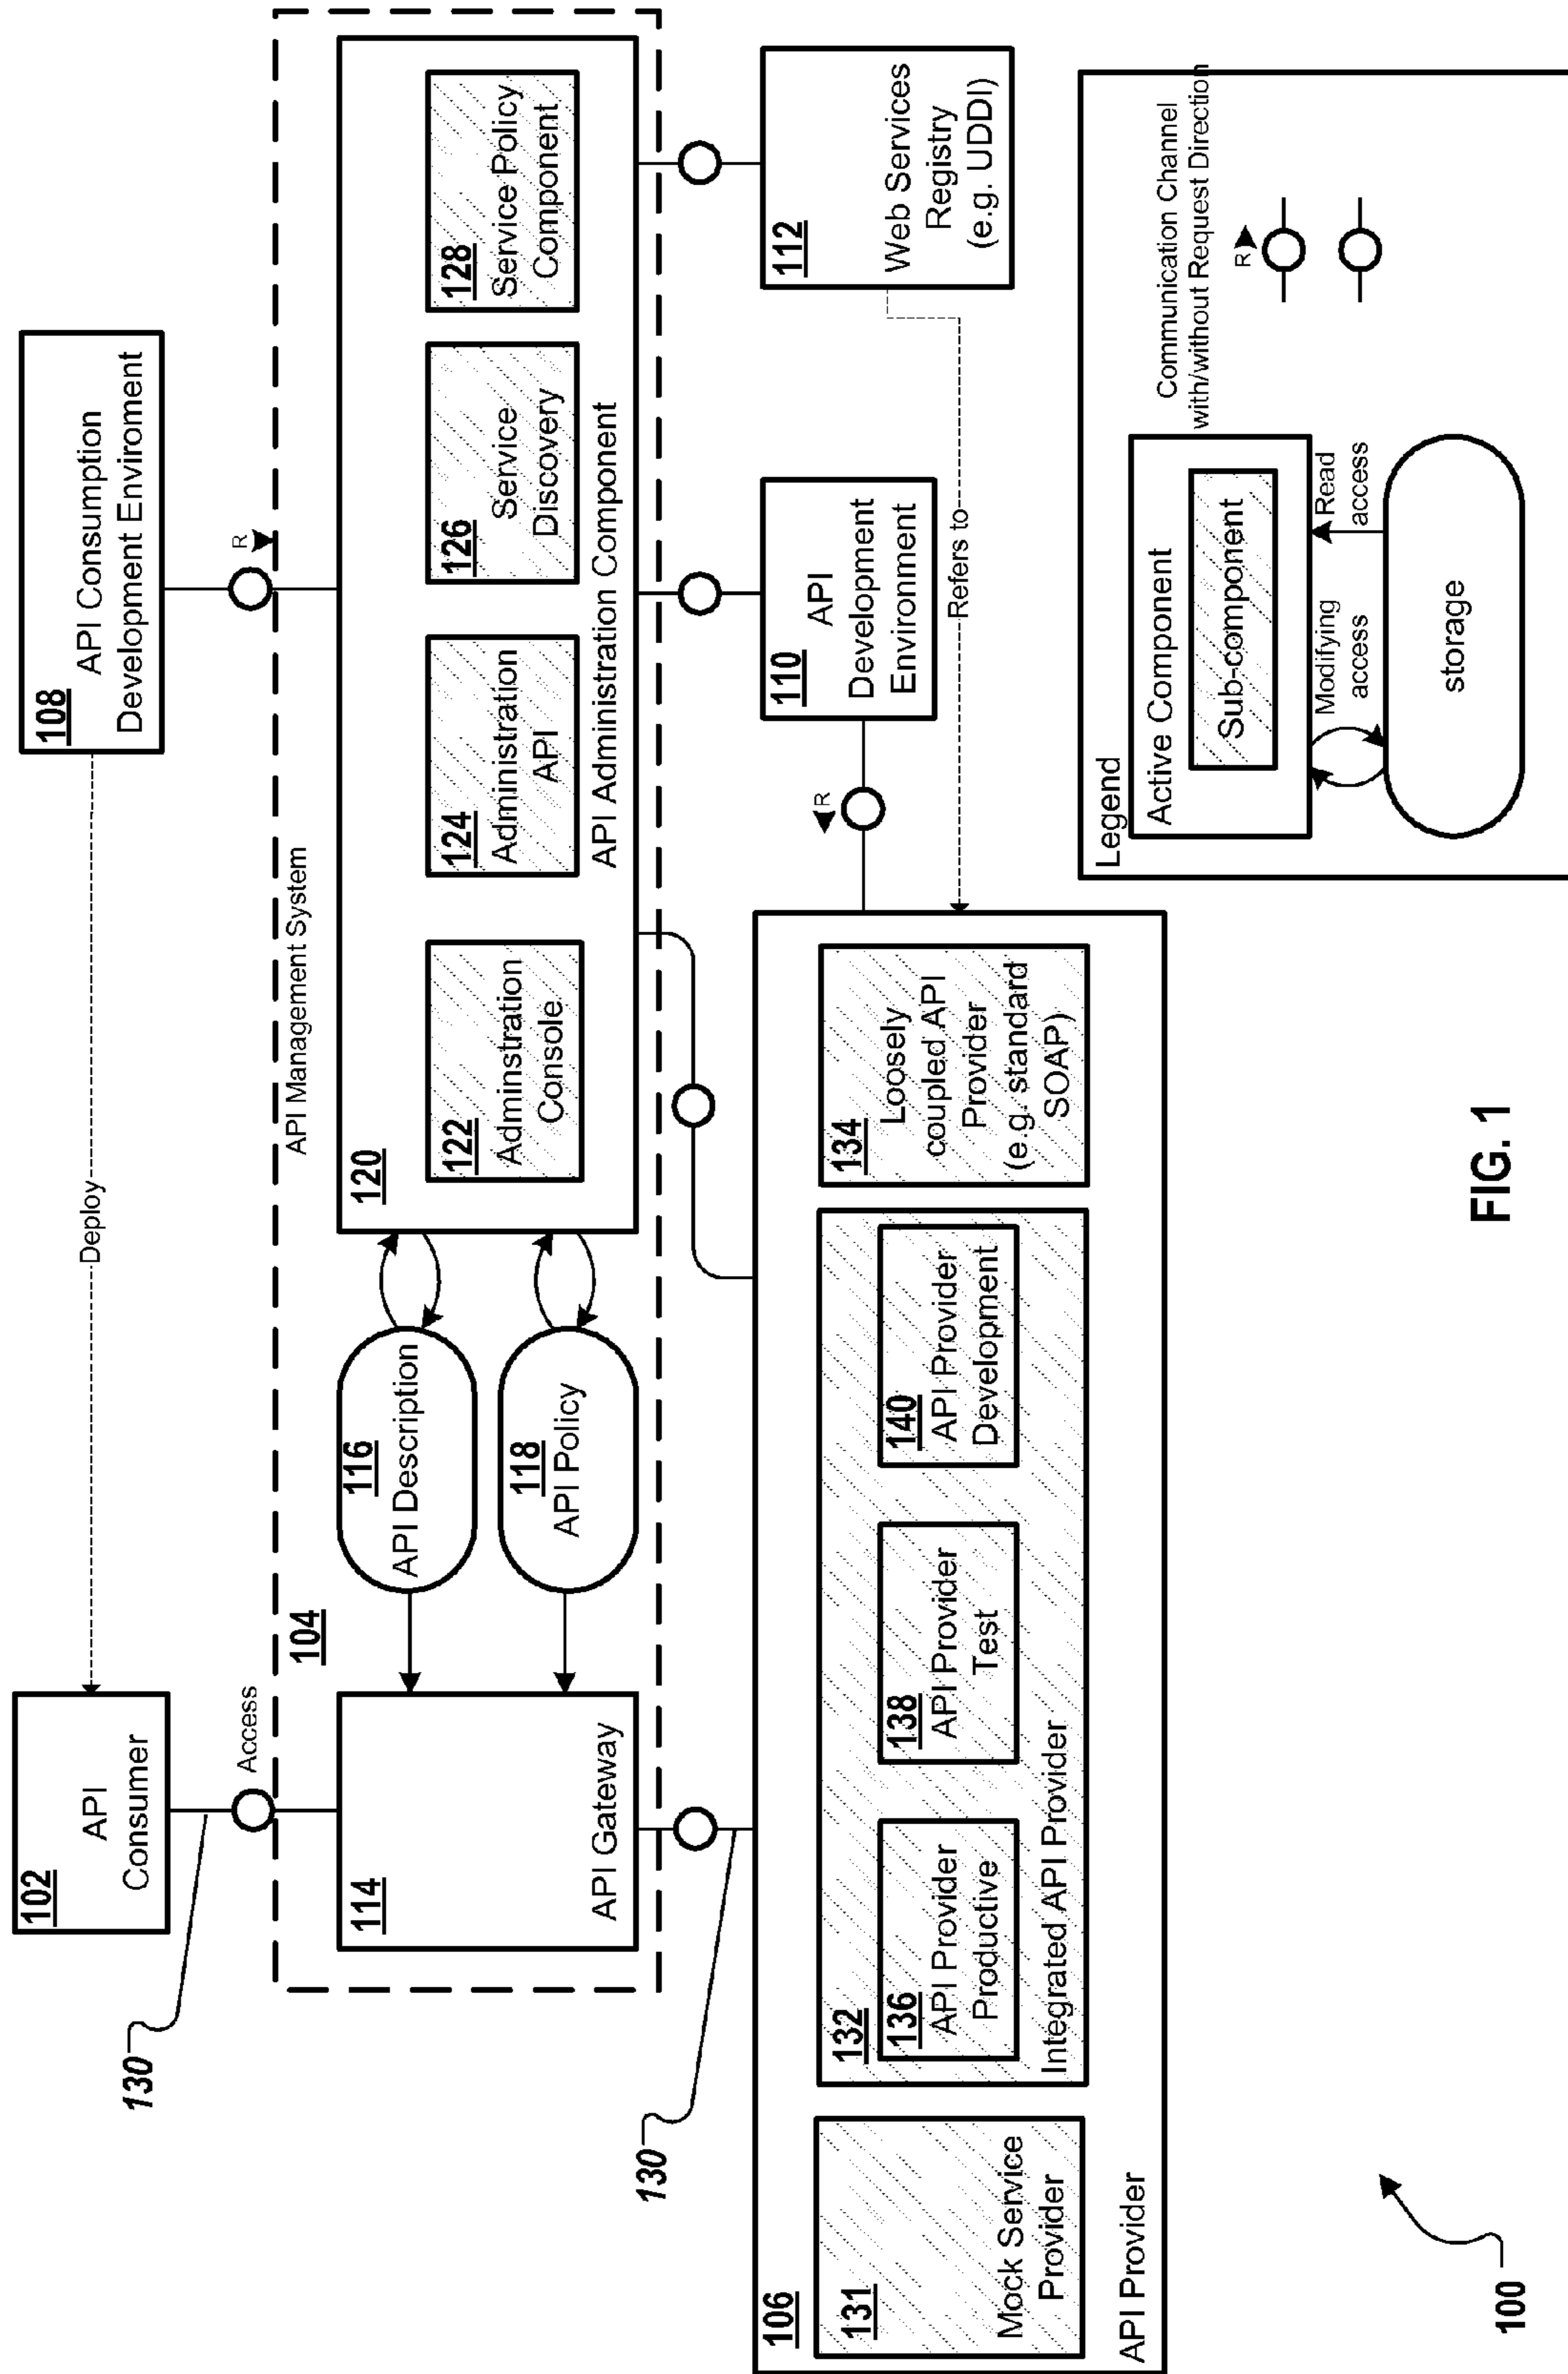 102
API
Consumer
Deploy
108
API Consumption
Development Enviroment
130
Access
R
104
API Management System
114
API Gateway
116
API Description
118
API Policy
120
122
Adminstration
Console
124
Administration
API
126
Service
Discovery
128
Service Policy
Component
API Administration Component
130
106
131
Mock Service
Provider
132
136
API Provider
Productive
138
API Provider
Test
140
API Provider
Development
Integrated API Provider
134
Loosely
coupled API
Provider
(e.g. standard
SOAP)
API Provider
R
110
API
Development
Environment
112
Web Services
Registry
(e.g. UDDI)
Refers to
Legend
Active Component
Sub-component
Modifying
access
Read
access
storage
Communication Channel
with/without Request Direction
R
100
FIG. 1